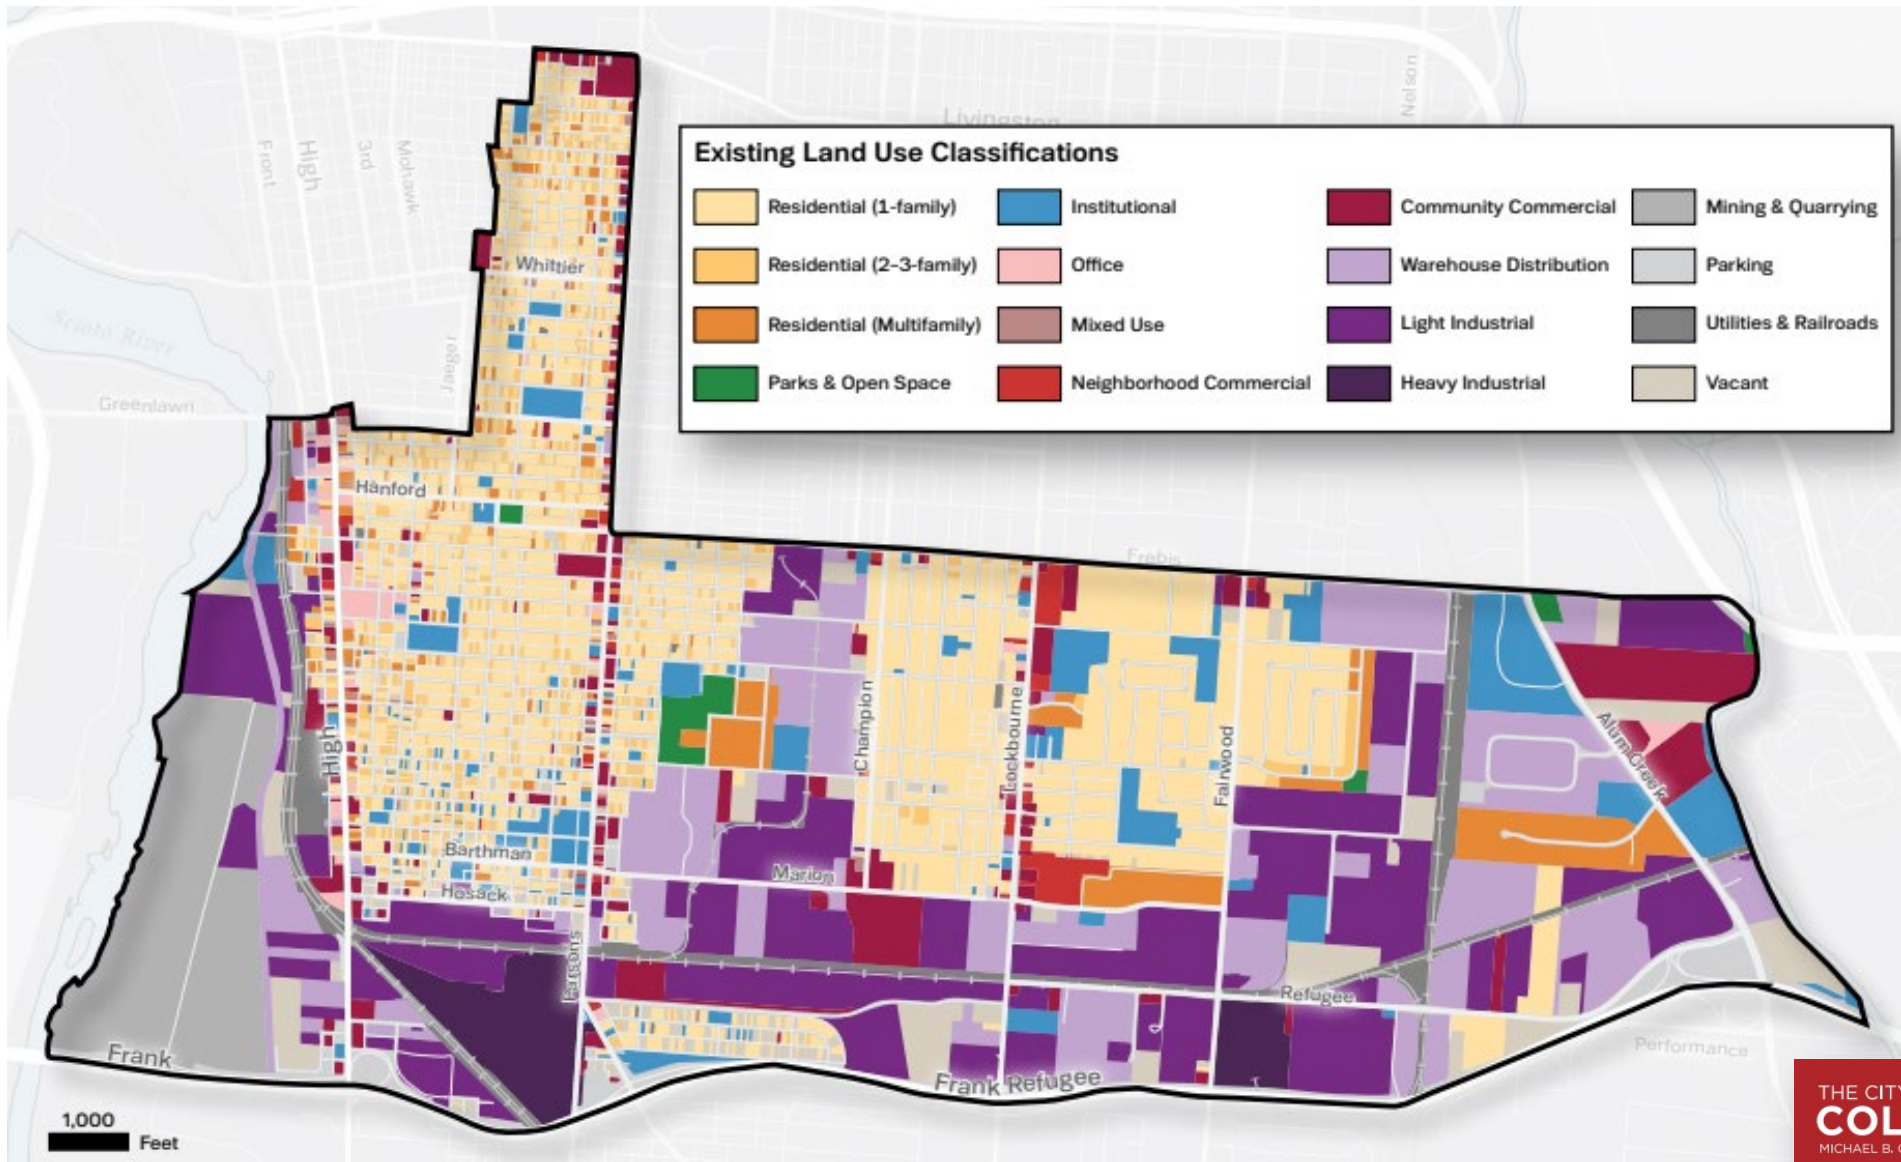 Livingston
Nelson
Front
High
3rd
Mohawk
Existing Land Use Classifications
Residential (1-family)
Institutional
Community Commercial
Mining & Quarrying
Residential (2-3-family)
Office
Warehouse Distribution
Parking
Residential (Multifamily)
Mixed Use
Light Industrial
Utilities & Railroads
Parks & Open Space
Neighborhood Commercial
Heavy Industrial
Vacant
Whittier
Scioto River
Jaeger
Greenlawn
Hanford
Frebis
High
Champion
Lockbourne
Fairwood
Alum Creek
Barthman
Marion
Hosack
Parsons
Refugee
Frank
Frank Refugee
Performance
1,000
Feet
THE CITY
COL
MICHAEL B.